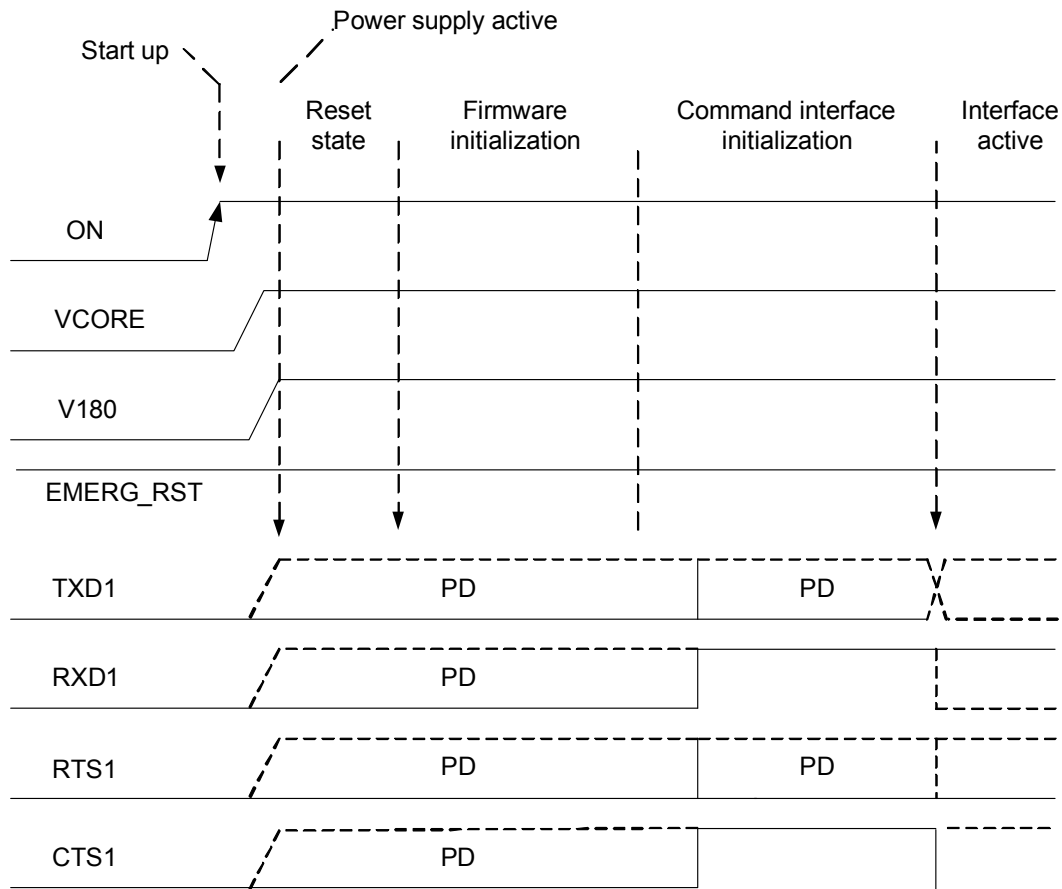 Power supply active
Start up
Reset
state
Firmware
initialization
Command interface
initialization
Interface
active
ON
VCORE
V180
EMERG_RST
TXD1
PD
PD
RXD1
PD
RTS1
PD
PD
CTS1
PD